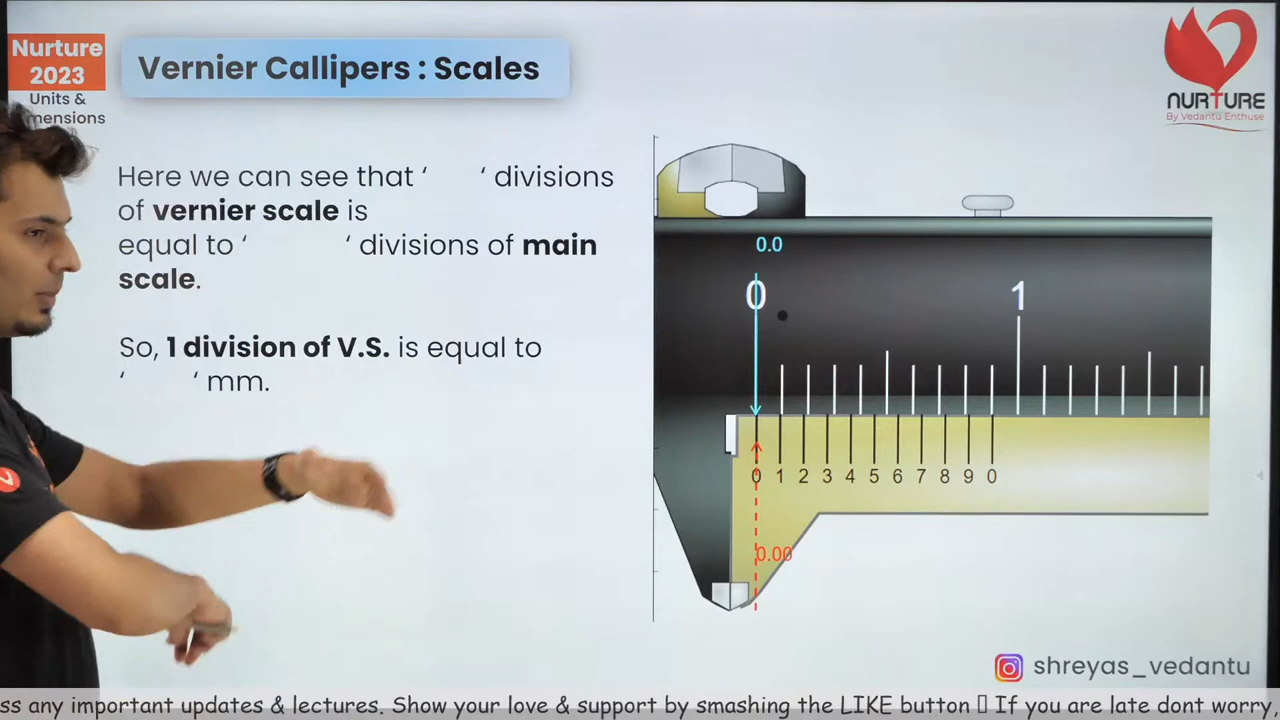 Nurture
2023
Units &
mensions
Vernier Callipers : Scales
NURTURE
By Vedantu Enthuse
Here we can see that ‘ ‘ divisions
of vernier scale is
equal to ‘ ‘ divisions of main
scale.
So, 1 division of V.S. is equal to
‘ ‘ mm.
0.0
0 1
0 1 2 3 4 5 6 7 8 9 0
0.00
shreyas_vedantu
ss any important updates & lectures. Show your love & support by smashing the LIKE button If you are late dont worry,